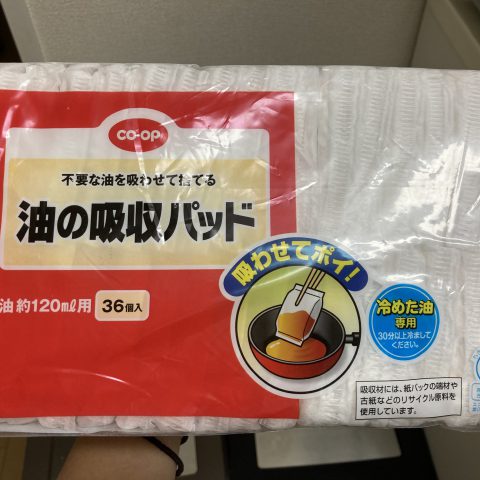 CO·OP
不要な油を吸わせて捨てる
油の吸収パッド
油 約120mℓ用
36個入
吸わせてポイ!
冷めた油
専用
30分以上冷まして
ください。
吸収材には、紙パックの端材や
古紙などのリサイクル原料を
使用しています。